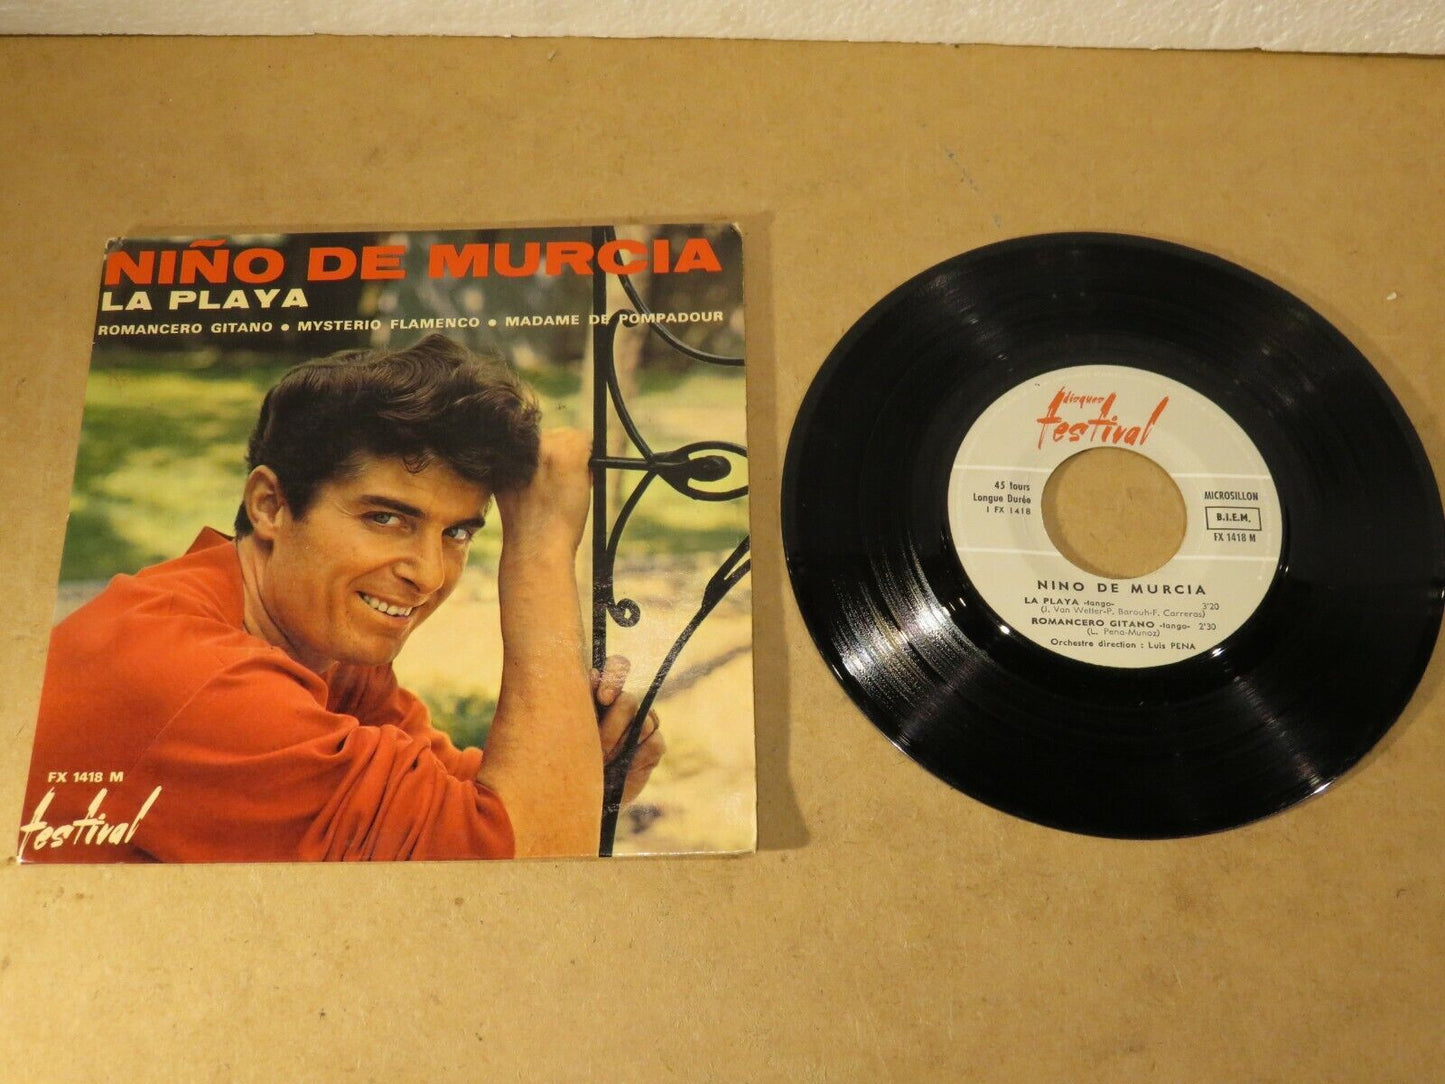 NIÑO DE MURCIA
LA PLAYA
ROMANCERO GITANO • MYSTERIO FLAMENCO • MADAME DE POMPADOUR
FX 1418 M
festival
disques
festival
45 tours
Longue Durée
1 FX 1418
MICROSILLON
B.I.E.M.
FX 1418 M
NINO DE MURCIA
LA PLAYA -tango- 3'20
(J. Van Wetter-P. Barouh-F. Carreras)
ROMANCERO GITANO -tango- 2'30
(L. Pena-Munoz)
Orchestre direction : Luis PENA